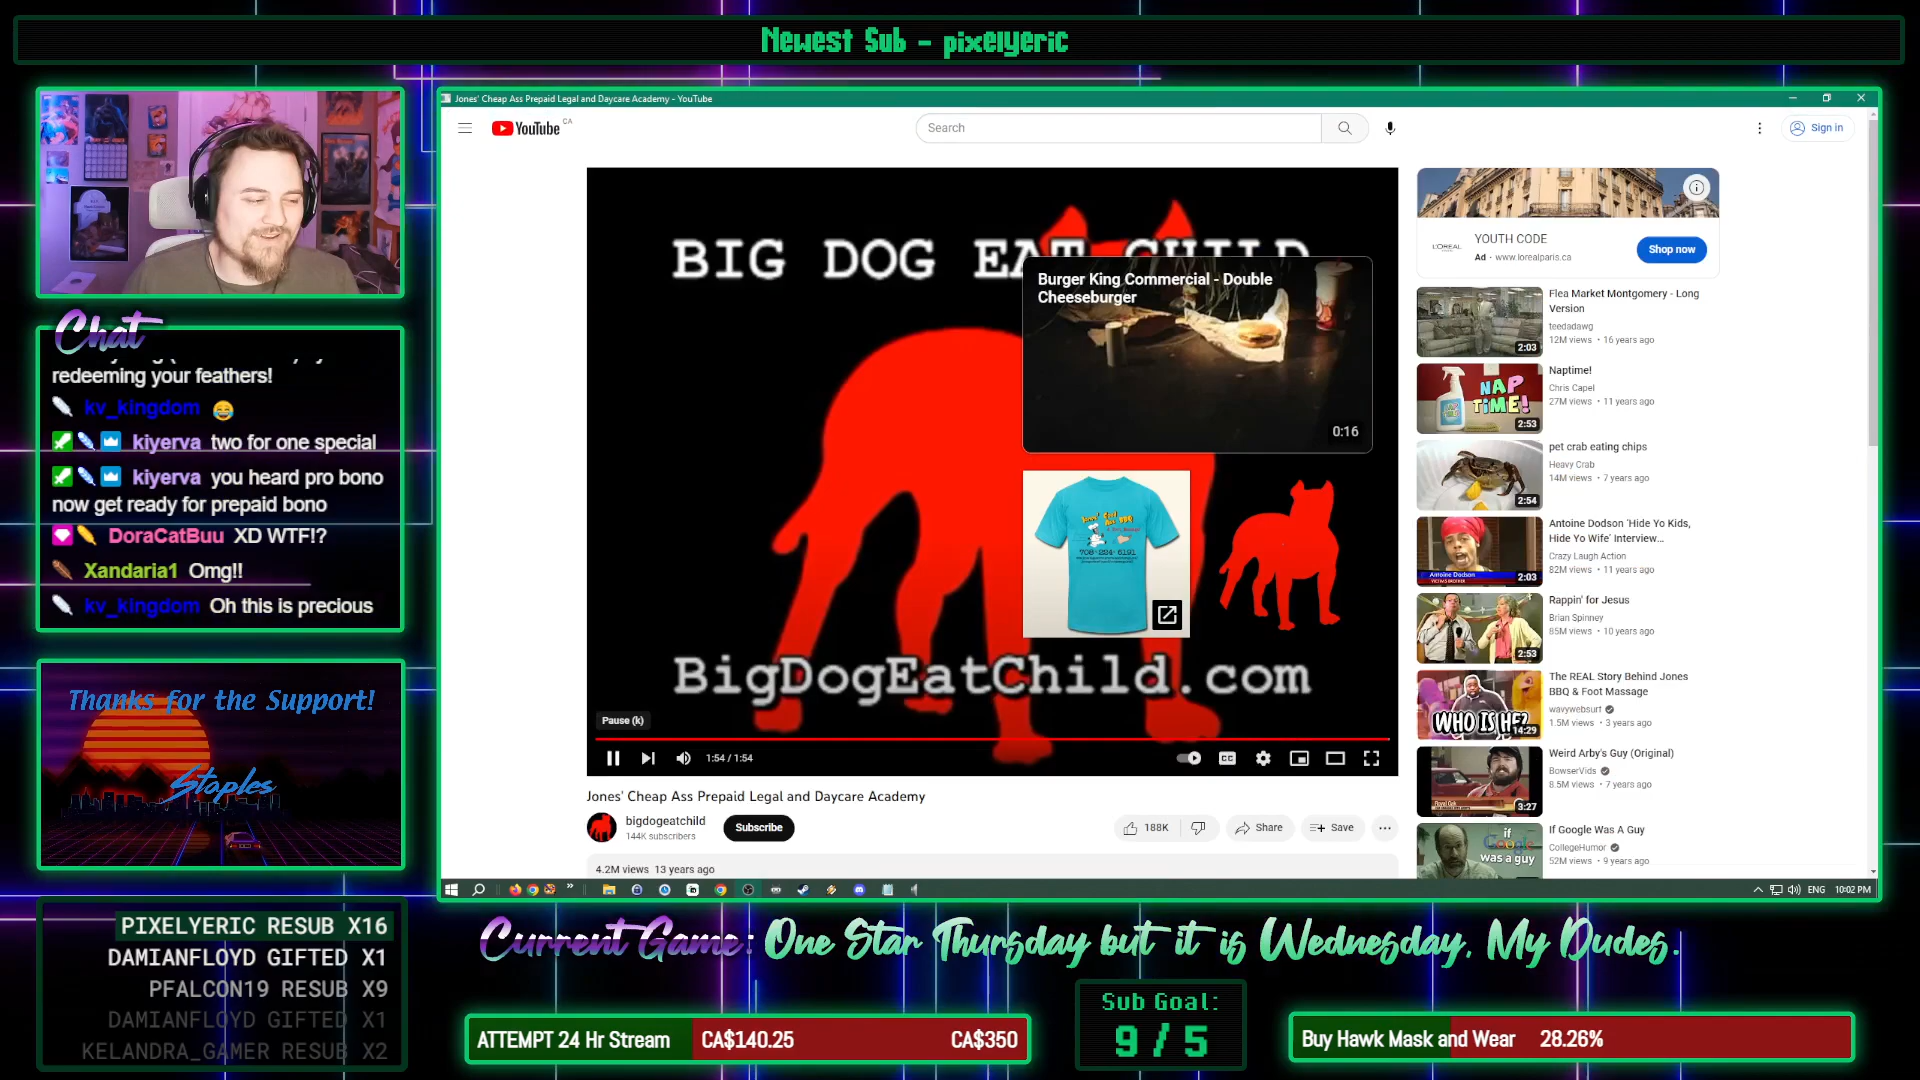 Newest Sub - pixelyeric
Chat
redeeming your feathers!
kv_kingdom
kiyerva two for one special
kiyerva you heard pro bono
now get ready for prepaid bono
DoraCatBuu XD WTF!?
Xandaria1 Omg!!
kv_kingdom Oh this is precious
Thanks for the Support!
Staples
PIXELYERIC RESUB X16
DAMIANFLOYD GIFTED X1
PFALCON19 RESUB X9
DAMIANFLOYD GIFTED X1
KELANDRA_GAMER RESUB X2
Jones' Cheap Ass Prepaid Legal and Daycare Academy - YouTube
YouTube CA
Search
Sign in
BIG DOG EAT CHILD
Burger King Commercial - Double
Cheeseburger
0:16
BigDogEatChild.com
Pause (k)
1:54 / 1:54
CC
Jones' Cheap Ass Prepaid Legal and Daycare Academy
bigdogeatchild
144K subscribers
Subscribe
188K
Share
Save
4.2M views 13 years ago
L'OREAL
YOUTH CODE
Ad · www.lorealparis.ca
Shop now
Flea Market Montgomery - Long
Version
teedadawg
12M views • 16 years ago
2:03
NAP
TIME!
2:53
Naptime!
Chris Capel
27M views • 11 years ago
2:54
pet crab eating chips
Heavy Crab
14M views • 7 years ago
Antoine Dodson
2:03
Antoine Dodson 'Hide Yo Kids,
Hide Yo Wife' Interview...
Crazy Laugh Action
82M views • 11 years ago
2:53
Rappin' for Jesus
Brian Spinney
85M views • 10 years ago
WHO IS HE?
14:29
The REAL Story Behind Jones
BBQ & Foot Massage
wavywebsurf
1.5M views • 3 years ago
3:27
Weird Arby's Guy (Original)
BowserVids
8.5M views • 7 years ago
if
Google
was a guy
If Google Was A Guy
CollegeHumor
52M views • 9 years ago
ENG 10:02 PM
Current Game: One Star Thursday but it is Wednesday, My Dudes.
ATTEMPT 24 Hr Stream CA$140.25 CA$350
Sub Goal:
9 / 5
Buy Hawk Mask and Wear 28.26%